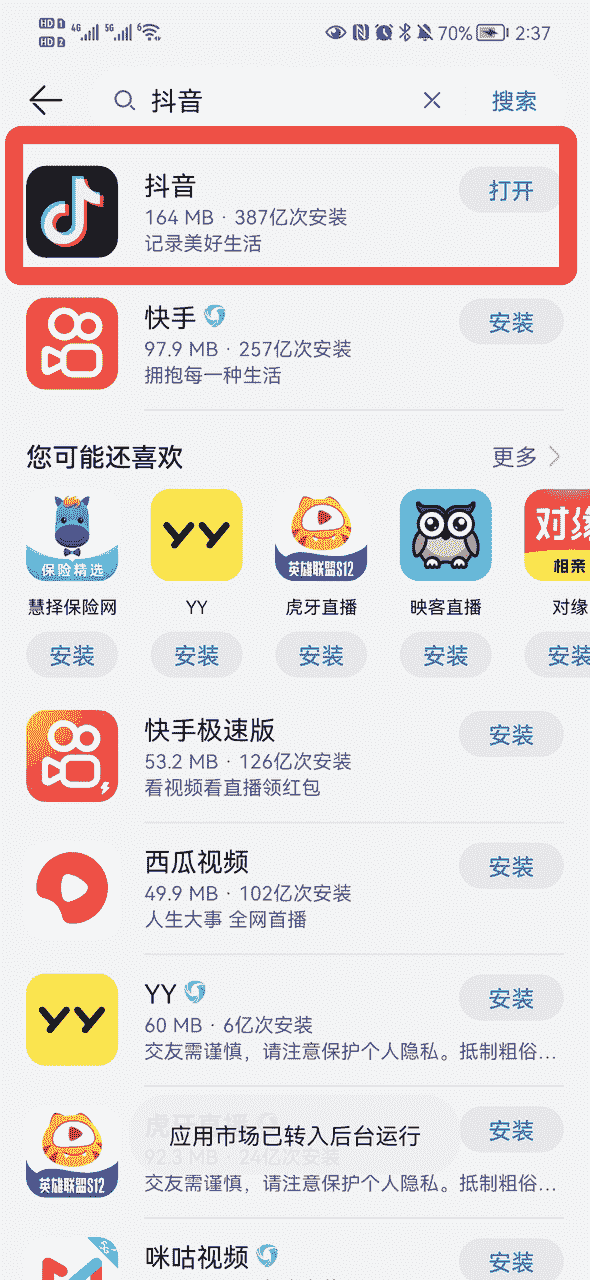 HD 1 4G 5G 6 70% 2:37
HD 2
抖音 搜索
抖音
打开
164 MB · 387亿次安装
记录美好生活
快手
安装
97.9 MB · 257亿次安装
拥抱每一种生活
您可能还喜欢 更多
保险精选 YY 英雄联盟S12 对缘 相亲
慧择保险网 YY 虎牙直播 映客直播 对缘
安装 安装 安装 安装 安装
快手极速版
安装
53.2 MB · 126亿次安装
看视频看直播领红包
西瓜视频
安装
49.9 MB · 102亿次安装
人生大事 全网首播
YY
YY
安装
60 MB · 6亿次安装
交友需谨慎，请注意保护个人隐私。抵制粗俗...
虎牙直播
安装
应用市场已转入后台运行
92.3 MB · 24亿次安装
英雄联盟S12
交友需谨慎，请注意保护个人隐私。抵制粗俗...
咪咕视频
安装